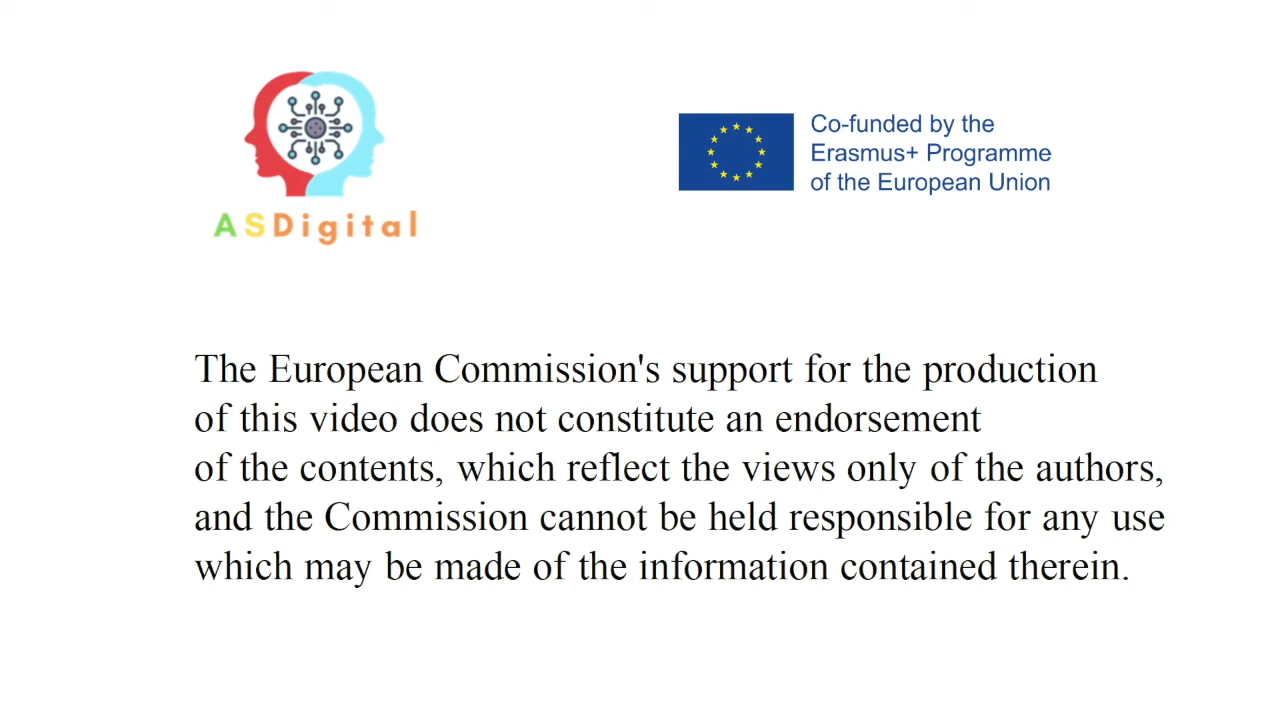 ASDigital
Co-funded by the
Erasmus+ Programme
of the European Union
The European Commission's support for the production
of this video does not constitute an endorsement
of the contents, which reflect the views only of the authors,
and the Commission cannot be held responsible for any use
which may be made of the information contained therein.